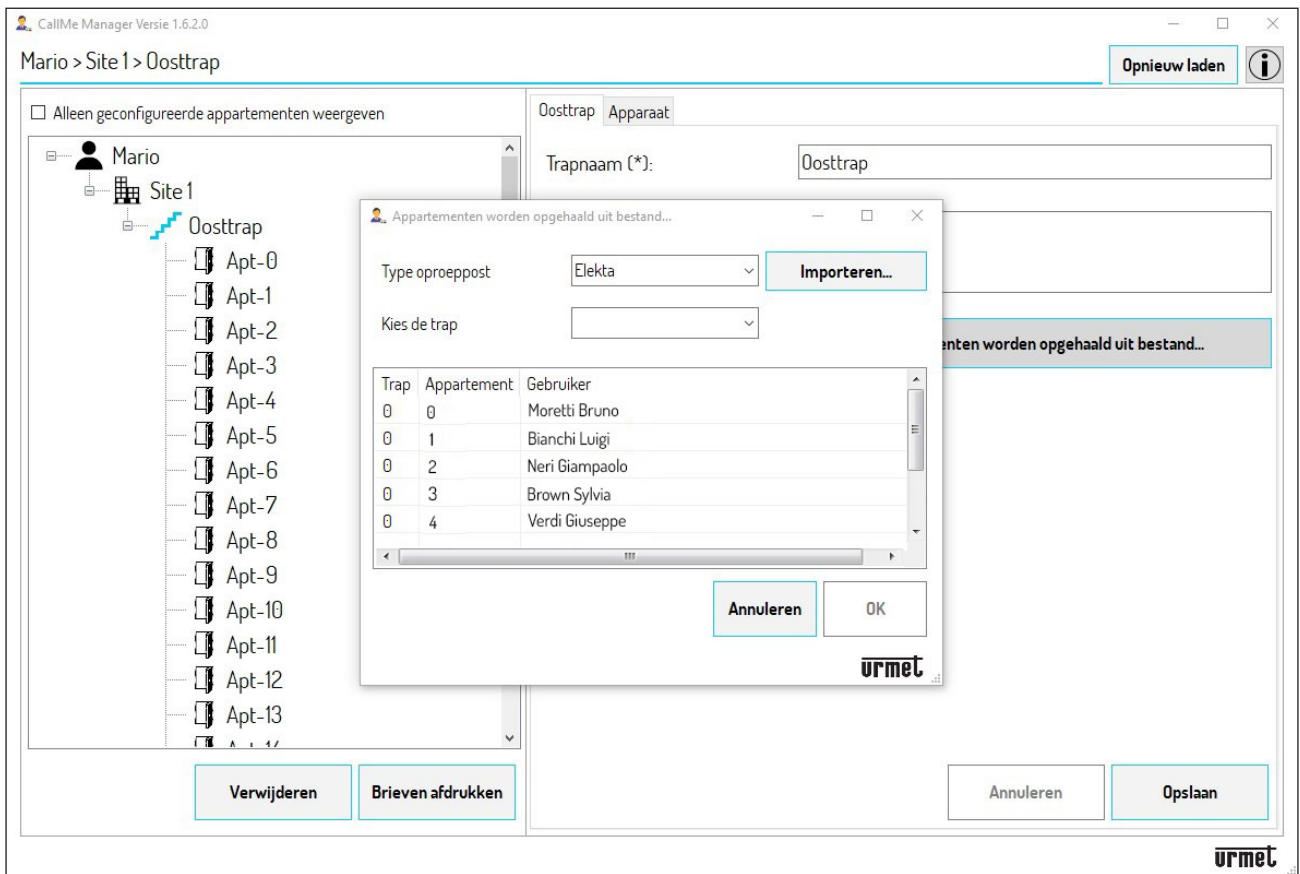 CallMe Manager Versie 1.6.2.0
Mario > Site 1 > Oosttrap
Opnieuw laden
Alleen geconfigureerde appartementen weergeven
Mario
Site 1
Oosttrap
Apt-0
Apt-1
Apt-2
Apt-3
Apt-4
Apt-5
Apt-6
Apt-7
Apt-8
Apt-9
Apt-10
Apt-11
Apt-12
Apt-13
Verwijderen
Brieven afdrukken
Oosttrap Apparaat
Trapnaam (*): Oosttrap
worden opgehaald uit bestand...
Annuleren
Opslaan
urmet
Appartementen worden opgehaald uit bestand...
Type oproeppost Elekta Importeren...
Kies de trap
Trap Appartement Gebruiker
0 0 Moretti Bruno
0 1 Bianchi Luigi
0 2 Neri Giampaolo
0 3 Brown Sylvia
0 4 Verdi Giuseppe
Annuleren
OK
urmet